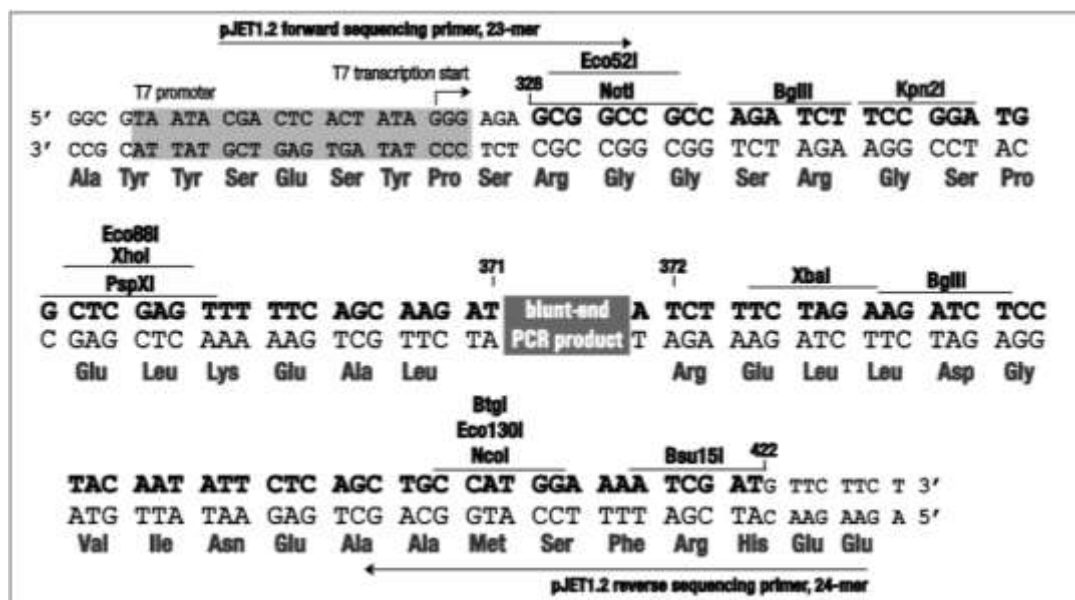 pJET1.2 forward sequencing primer, 23-mer
Eco52I
T7 transcription start
T7 promoter
328
NotI
BglII
Kpn2I
5' GGC GTAATA CGA CTC ACT ATA GGG AGA GCG GCC GCC AGA TCT TCC GGA TG
3' CCG CATTAT GCT GAG TGA TAT CCC TCT CGC CGG CGG TCT AGA AGG CCT AC
Ala Tyr Tyr Ser Glu Ser Tyr Pro Ser Arg Gly Gly Ser Arg Gly Ser Pro
Eco88I
XhoI
PspXI
371
372
XbaI
BglII
G CTC GAG TTT TTC AGC AAG AT blunt-end A TCT TTC TAG AAG ATC TCC
C GAG CTC AAA AAG TCG TTC TA PCR product T AGA AAG ATC TTC TAG AGG
Glu Leu Lys Glu Ala Leu Arg Glu Leu Leu Asp Gly
BtgI
Eco130I
NcoI
Bsu15I
422
TAC AAT ATT CTC AGC TGC CAT GGA AAA TCG ATG TTC TTC T 3'
ATG TTA TAA GAG TCG ACG GTA CCT TTT AGC TAC AAG AAG A 5'
Val Ile Asn Glu Ala Ala Met Ser Phe Arg His Glu Glu
pJET1.2 reverse sequencing primer, 24-mer